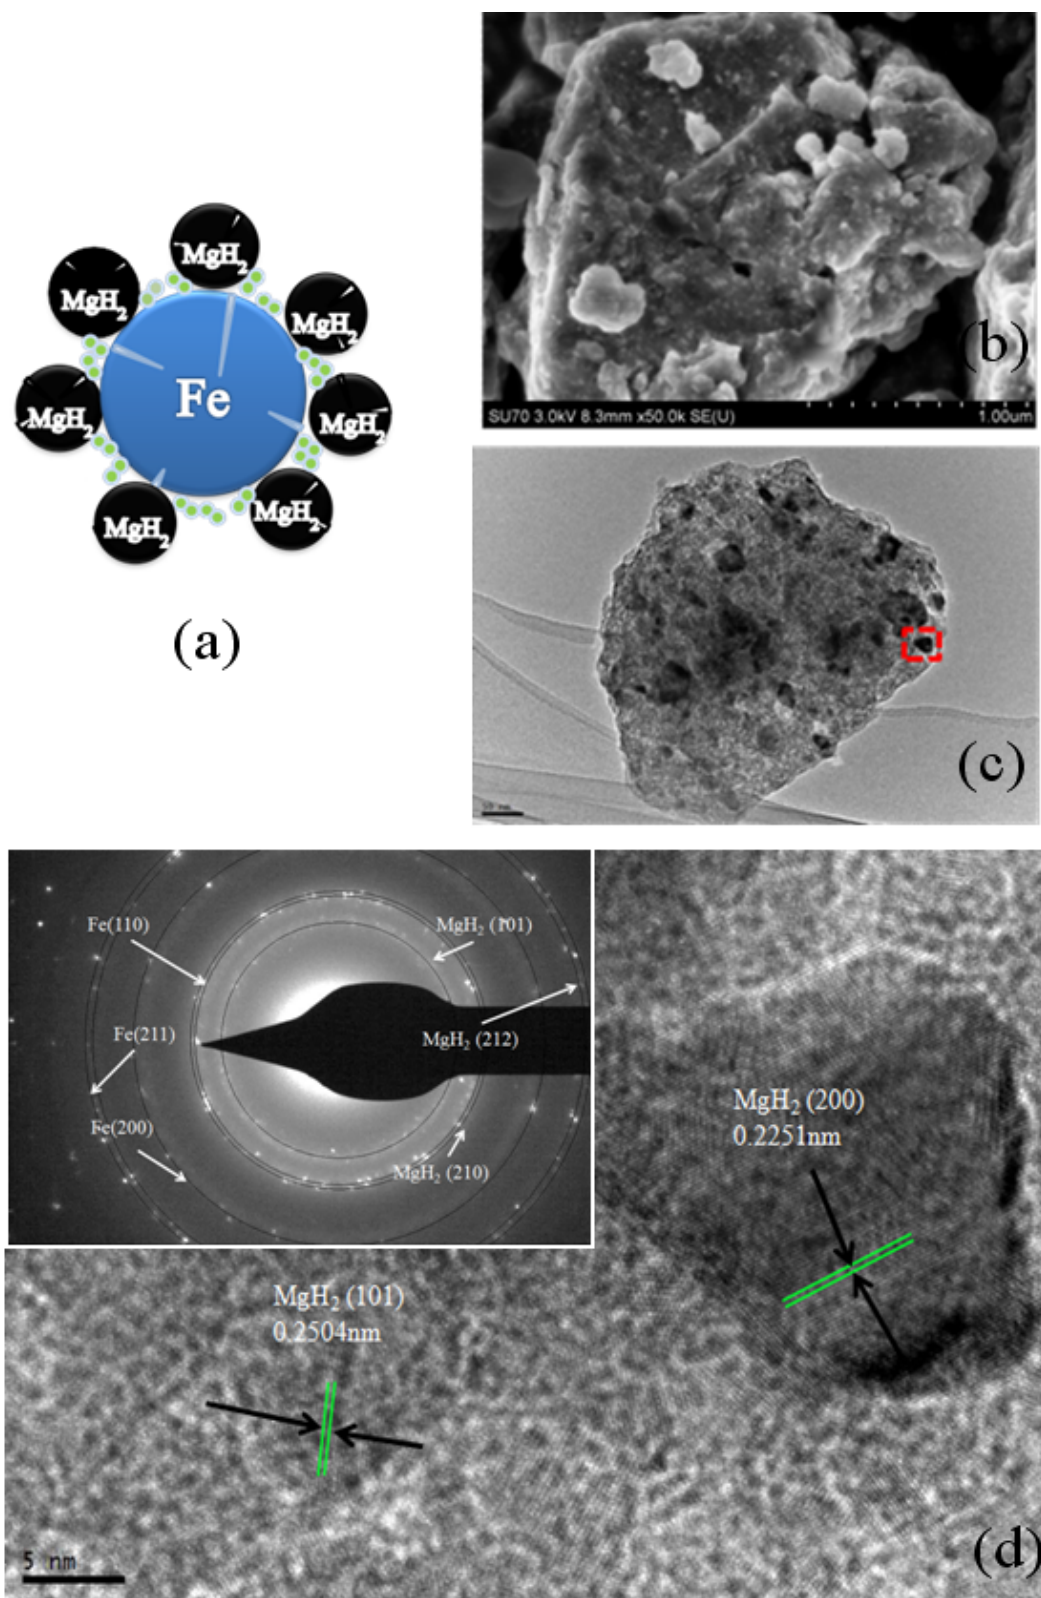 MgH2
MgH2
MgH2
MgH2
Fe
MgH2
MgH2
MgH2
(a)
(b)
SU70 3.0kV 8.3mm x50.0k SE(U)
1.00um
(c)
Fe(110)
MgH2 (101)
Fe(211)
MgH2 (212)
Fe(200)
MgH2 (210)
MgH2 (200)
0.2251nm
MgH2 (101)
0.2504nm
5 nm
(d)